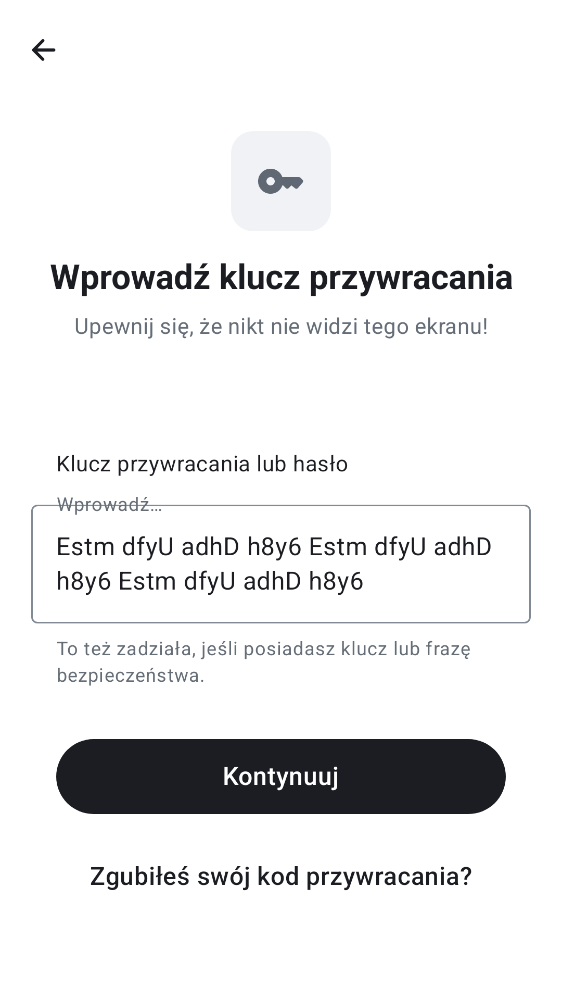 Wprowadź klucz przywracania
Upewnij się, że nikt nie widzi tego ekranu!
Klucz przywracania lub hasło
Wprowadź…
Estm dfyU adhD h8y6 Estm dfyU adhD
h8y6 Estm dfyU adhD h8y6
To też zadziała, jeśli posiadasz klucz lub frazę
bezpieczeństwa.
Kontynuuj
Zgubiłeś swój kod przywracania?